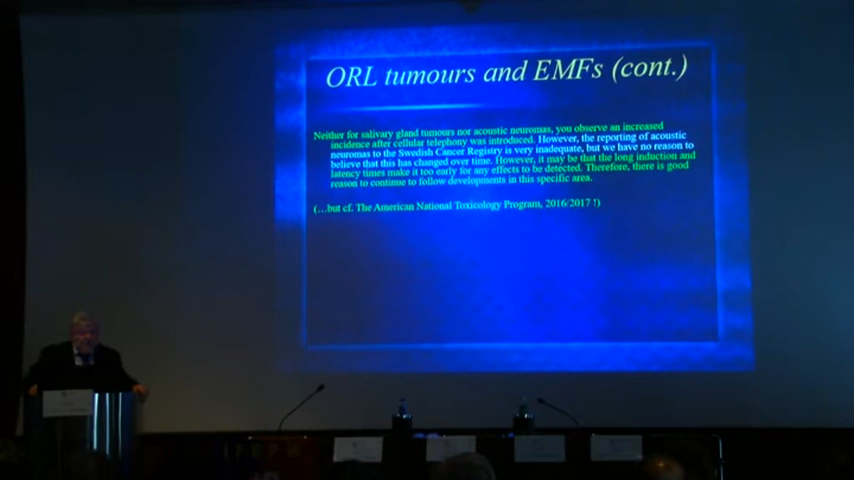 ORL tumours and EMFs (cont.)
Neither for salivary gland tumours nor acoustic neuromas, you observe an increased
incidence after cellular telephony was introduced. However, the reporting of acoustic
neuromas to the Swedish Cancer Registry is very inadequate, but we have no reason to
believe that this has changed over time. However, it may be that the long induction and
latency times make it too early for any effects to be detected. Therefore, there is good
reason to continue to follow developments in this specific area.
(…but cf. The American National Toxicology Program, 2016/2017 !)